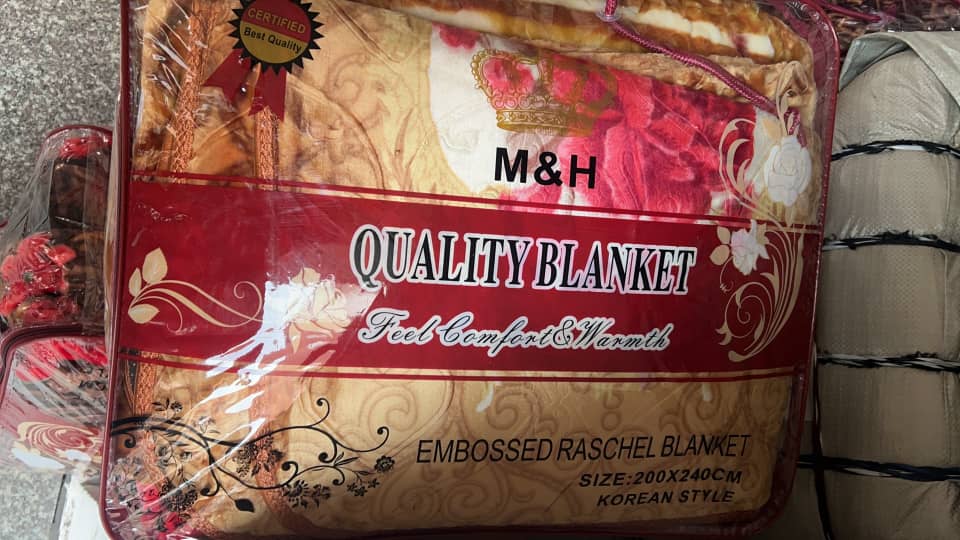 CERTIFIED
Best Quality
M&H
QUALITY BLANKET
Feel Comfort&Warmth
EMBOSSED RASCHEL BLANKET
SIZE:200X240CM
KOREAN STYLE